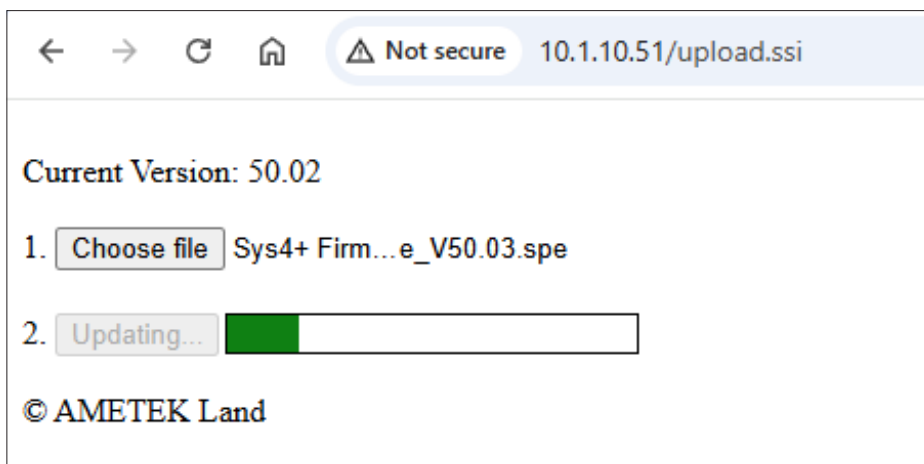 Not secure 10.1.10.51/upload.ssi
Current Version: 50.02
1. Choose file Sys4+ Firm...e_V50.03.spe
2. Updating...
© AMETEK Land